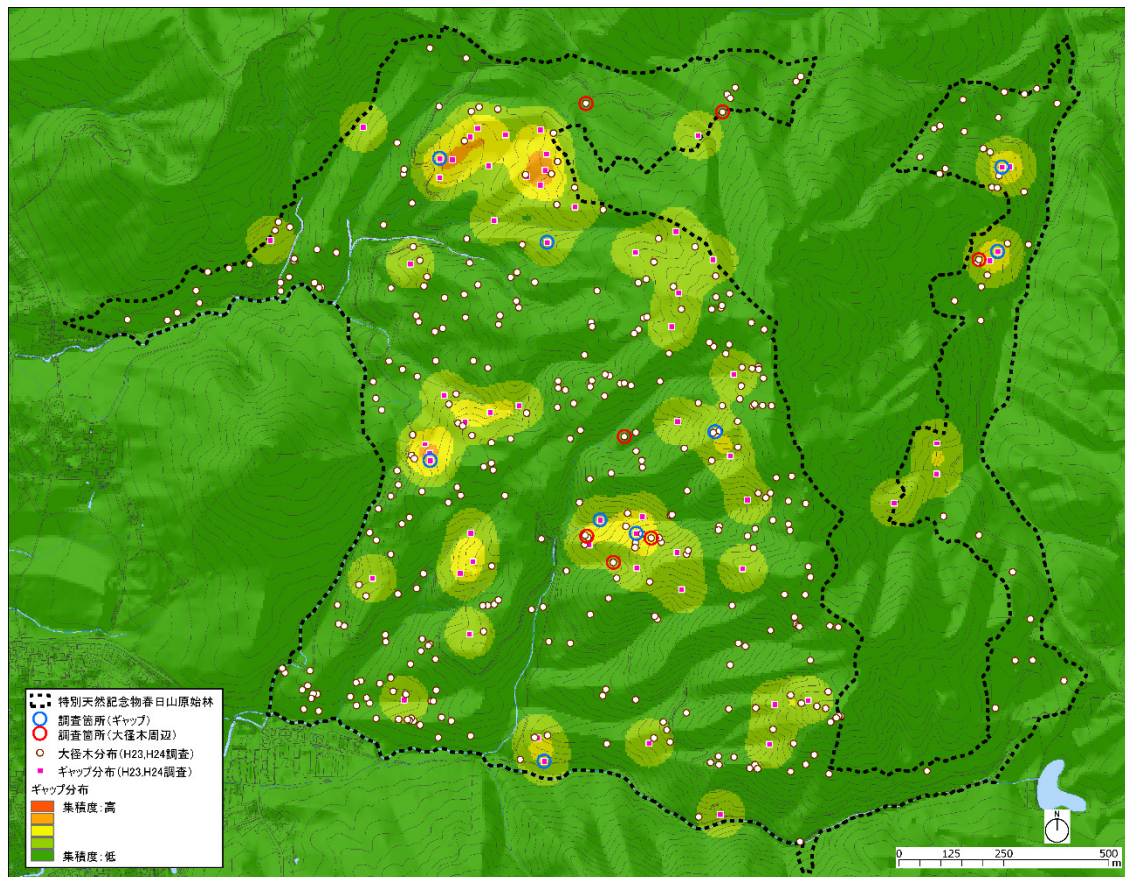 特別天然記念物春日山原始林
調査箇所(ギャップ)
調査箇所(大径木周辺)
大径木分布(H23,H24調査)
ギャップ分布(H23,H24調査)
ギャップ分布
集積度:高
集積度:低
N
0 125 250 500
m